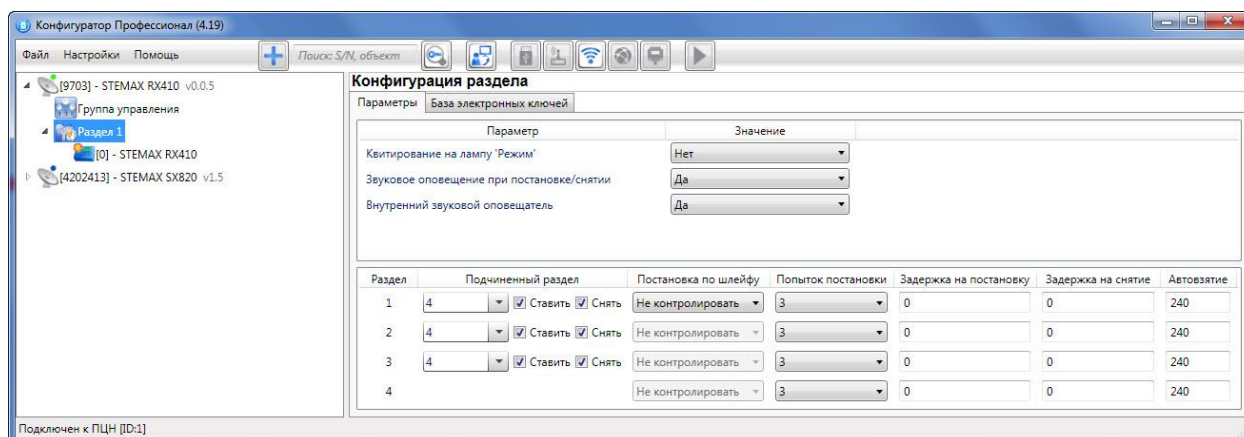 Конфигуратор Профессионал (4.19)
Файл Настройки Помощь Поиск: S/N, объект
[9703] - STEMAX RX410 v0.0.5
Группа управления
Раздел 1
[0] - STEMAX RX410
[4202413] - STEMAX SX820 v1.5
Конфигурация раздела
Параметры База электронных ключей
Параметр Значение
Квитирование на лампу 'Режим' Нет
Звуковое оповещение при постановке/снятии Да
Внутренний звуковой оповещатель Да
Раздел Подчиненный раздел Постановка по шлейфу Попыток постановки Задержка на постановку Задержка на снятие Автовзятие
1 4 Ставить Снять Не контролировать 3 0 0 240
2 4 Ставить Снять Не контролировать 3 0 0 240
3 4 Ставить Снять Не контролировать 3 0 0 240
4 Не контролировать 3 0 0 240
Подключен к ПЦН [ID:1]